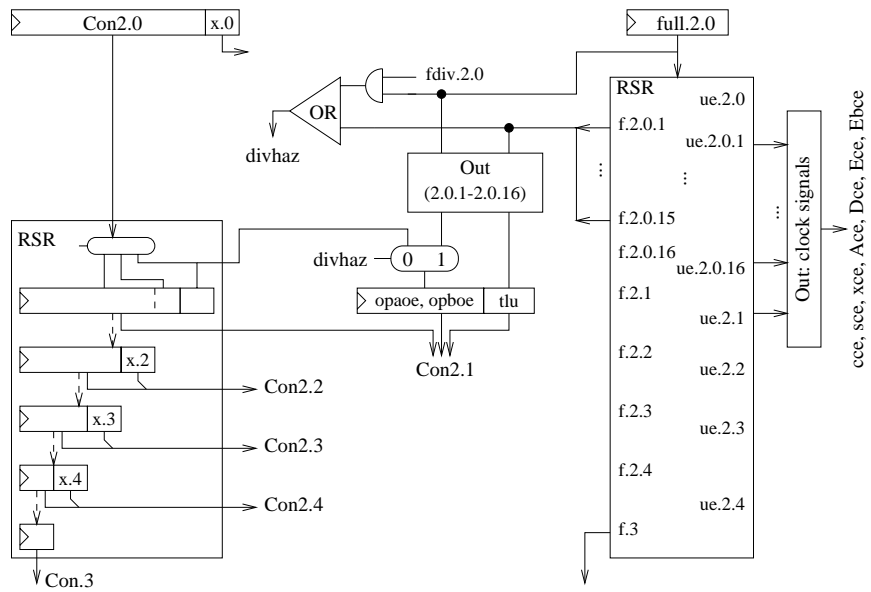 Con2.0
x.0
full.2.0
fdiv.2.0
RSR
ue.2.0
OR
f.2.0.1
ue.2.0.1
divhaz
Out
(2.0.1-2.0.16)
...
...
...
f.2.0.15
RSR
f.2.0.16
ue.2.0.16
divhaz
0 1
f.2.1
ue.2.1
opaoe, opboe
tlu
Out: clock signals
cce, sce, xce, Ace, Dce, Ece, Ebce
x.2
Con2.1
f.2.2
ue.2.2
Con2.2
x.3
f.2.3
ue.2.3
Con2.3
x.4
f.2.4
Con2.4
ue.2.4
f.3
Con.3